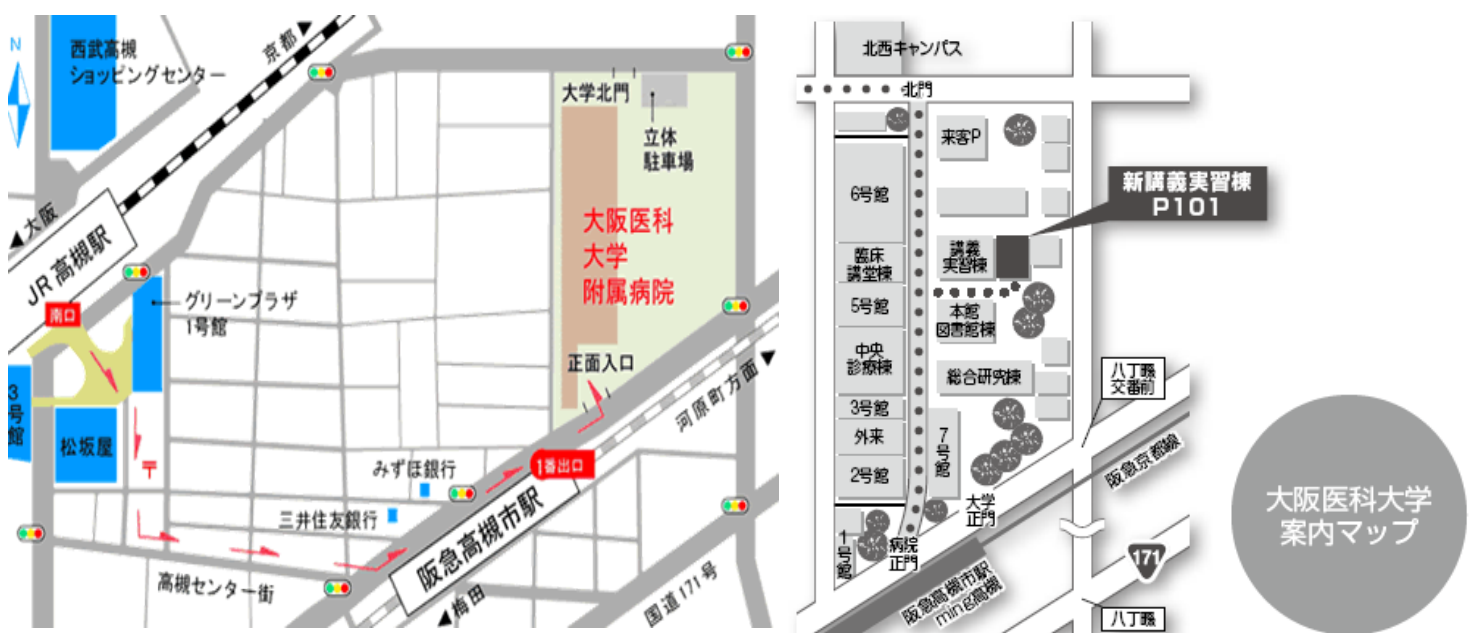 N
西武高槻
ショッピングセンター
京都▶
大学北門
立体
駐車場
大阪医科
大学
附属病院
◀大阪
JR高槻駅
南口
グリーンプラザ
1号館
正面入口
河原町方面▶
3
号
館
松坂屋
〒
みずほ銀行
1番出口
三井住友銀行
阪急高槻市駅
高槻センター街
◀梅田
国道171号
北西キャンパス
北門
来客P
6号館
新講義実習棟
P101
臨床
講堂棟
講義
実習棟
5号館
本館
図書館棟
中央
診療棟
総合研究棟
八丁畷
交番前
3号館
外来
7号館
2号館
阪急京都線
大学
正門
1号館
病院
正門
171
阪急高槻市駅
ming高槻
八丁畷
大阪医科大学
案内マップ